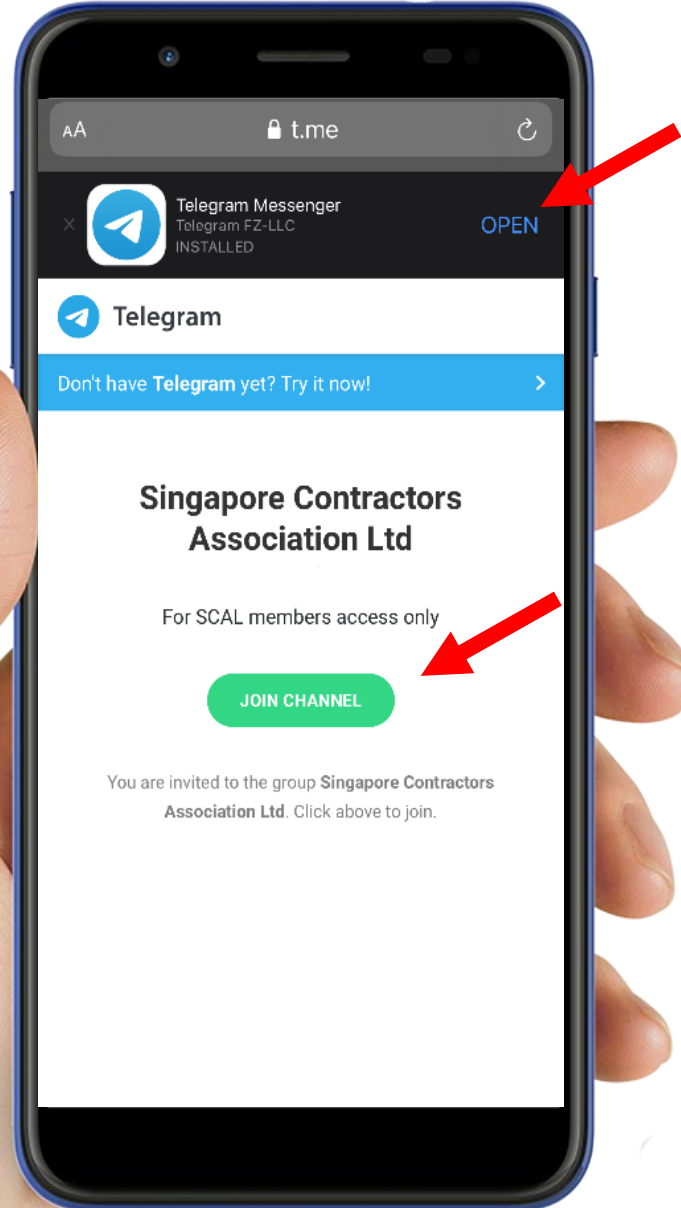 AA
t.me
Telegram Messenger
Telegram FZ-LLC
INSTALLED
OPEN
Telegram
Don't have Telegram yet? Try it now!
Singapore Contractors
Association Ltd
For SCAL members access only
JOIN CHANNEL
You are invited to the group Singapore Contractors
Association Ltd. Click above to join.